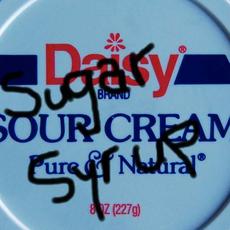 Daisy®
Sugar
BRAND
SOUR CREAM
Pure & Natural®
Syrup
8 OZ (227g)